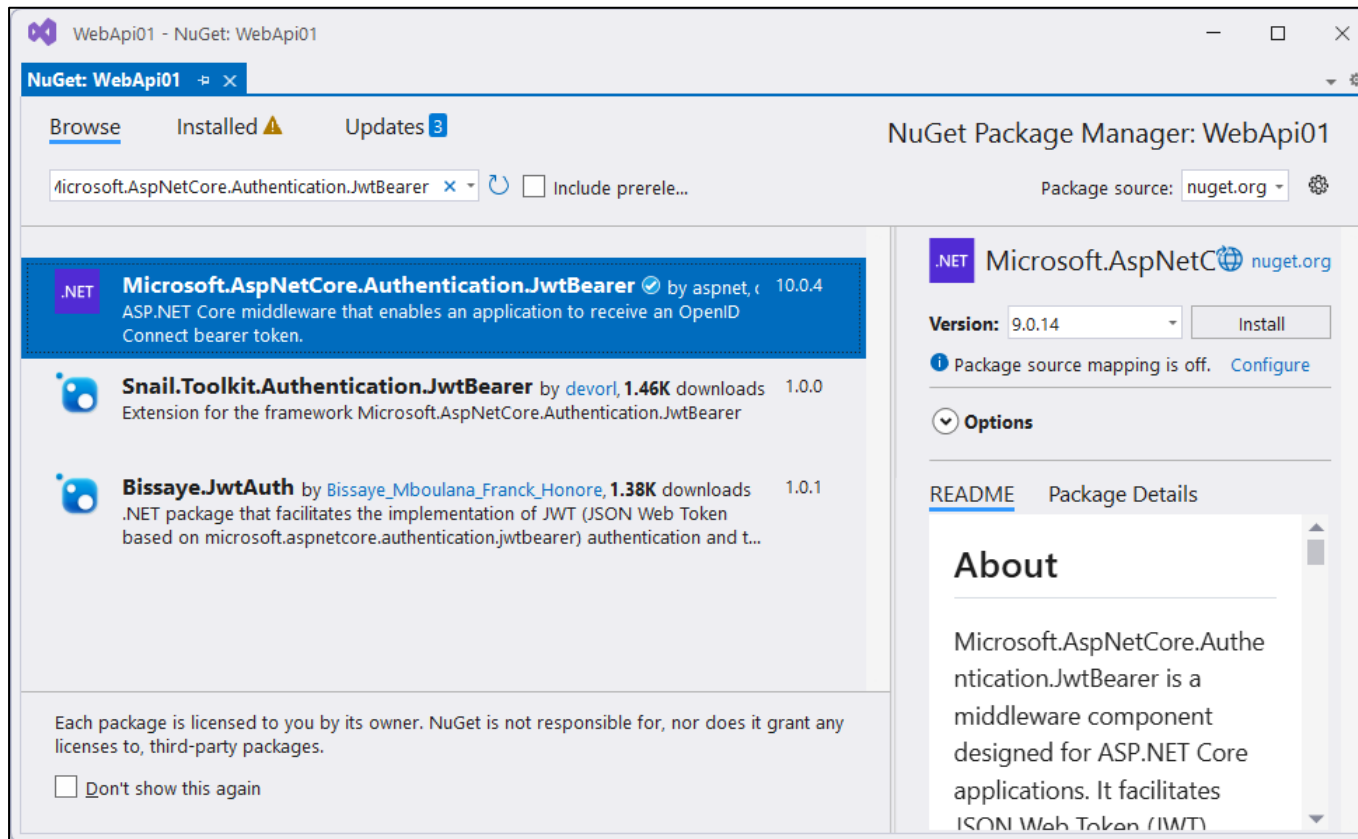 WebApi01 - NuGet: WebApi01
NuGet: WebApi01
Browse Installed Updates 3
NuGet Package Manager: WebApi01
Microsoft.AspNetCore.Authentication.JwtBearer
Include prerele...
Package source: nuget.org
.NET
Microsoft.AspNetCore.Authentication.JwtBearer by aspnet, 10.0.4
ASP.NET Core middleware that enables an application to receive an OpenID
Connect bearer token.
Snail.Toolkit.Authentication.JwtBearer by devorl, 1.46K downloads 1.0.0
Extension for the framework Microsoft.AspNetCore.Authentication.JwtBearer
Bissaye.JwtAuth by Bissaye_Mboulana_Franck_Honore, 1.38K downloads 1.0.1
.NET package that facilitates the implementation of JWT (JSON Web Token
based on microsoft.aspnetcore.authentication.jwtbearer) authentication and t...
Each package is licensed to you by its owner. NuGet is not responsible for, nor does it grant any
licenses to, third-party packages.
Don't show this again
.NET Microsoft.AspNetC nuget.org
Version: 9.0.14 Install
Package source mapping is off. Configure
Options
README Package Details
About
Microsoft.AspNetCore.Authe
ntication.JwtBearer is a
middleware component
designed for ASP.NET Core
applications. It facilitates
JSON Web Token (JWT)